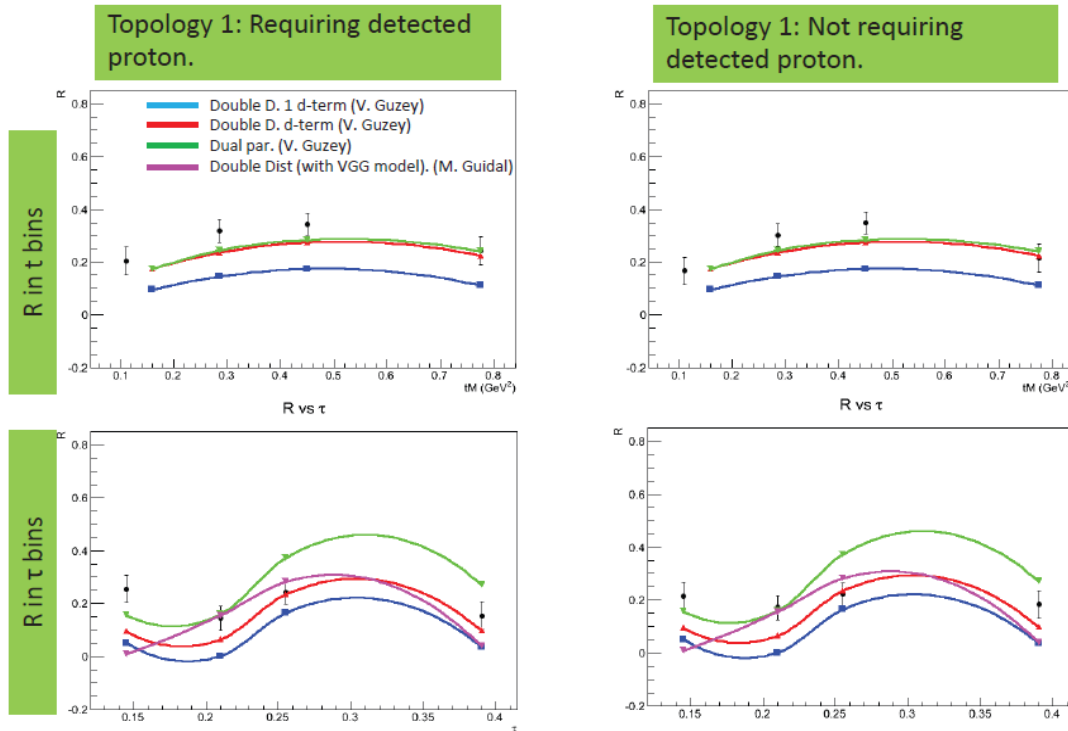 Topology 1: Requiring detected
proton.
Topology 1: Not requiring
detected proton.
R in t bins
R
0.8
0.6
0.4
0.2
0
-0.2
Double D. 1 d-term (V. Guzey)
Double D. d-term (V. Guzey)
Dual par. (V. Guzey)
Double Dist (with VGG model). (M. Guidal)
0.1 0.2 0.3 0.4 0.5 0.6 0.7 0.8
tM (GeV²)
R
0.8
0.6
0.4
0.2
0
-0.2
0.1 0.2 0.3 0.4 0.5 0.6 0.7 0.8
tM (GeV²)
R in τ bins
R vs τ
R
0.8
0.6
0.4
0.2
0
-0.2
0.15 0.2 0.25 0.3 0.35 0.4
τ
R vs τ
R
0.8
0.6
0.4
0.2
0
-0.2
0.15 0.2 0.25 0.3 0.35 0.4